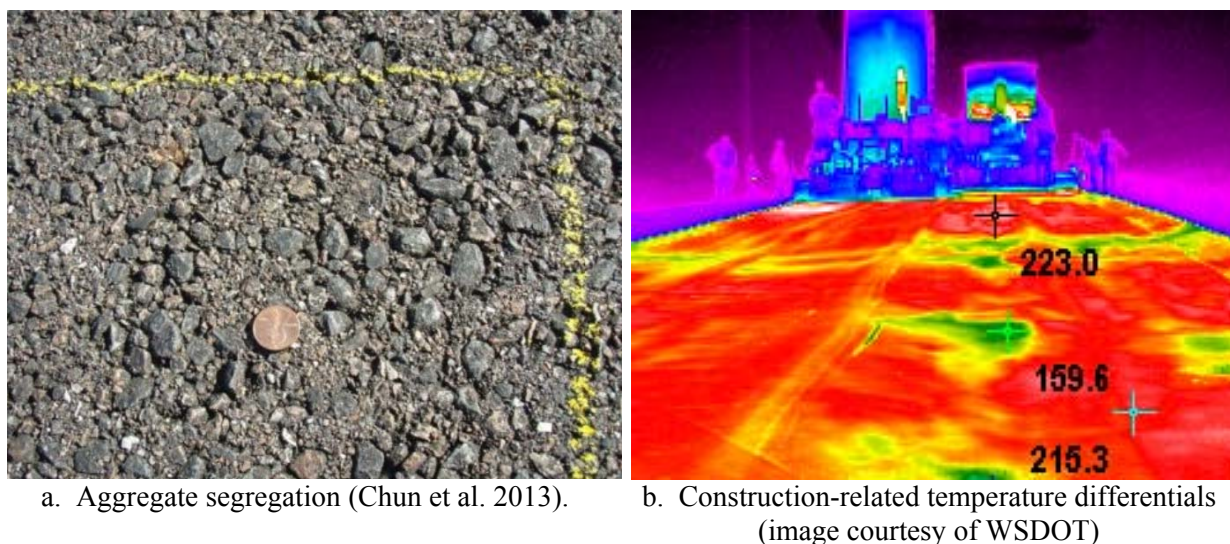 223.0
159.6
215.3
a. Aggregate segregation (Chun et al. 2013).
b. Construction-related temperature differentials
(image courtesy of WSDOT)